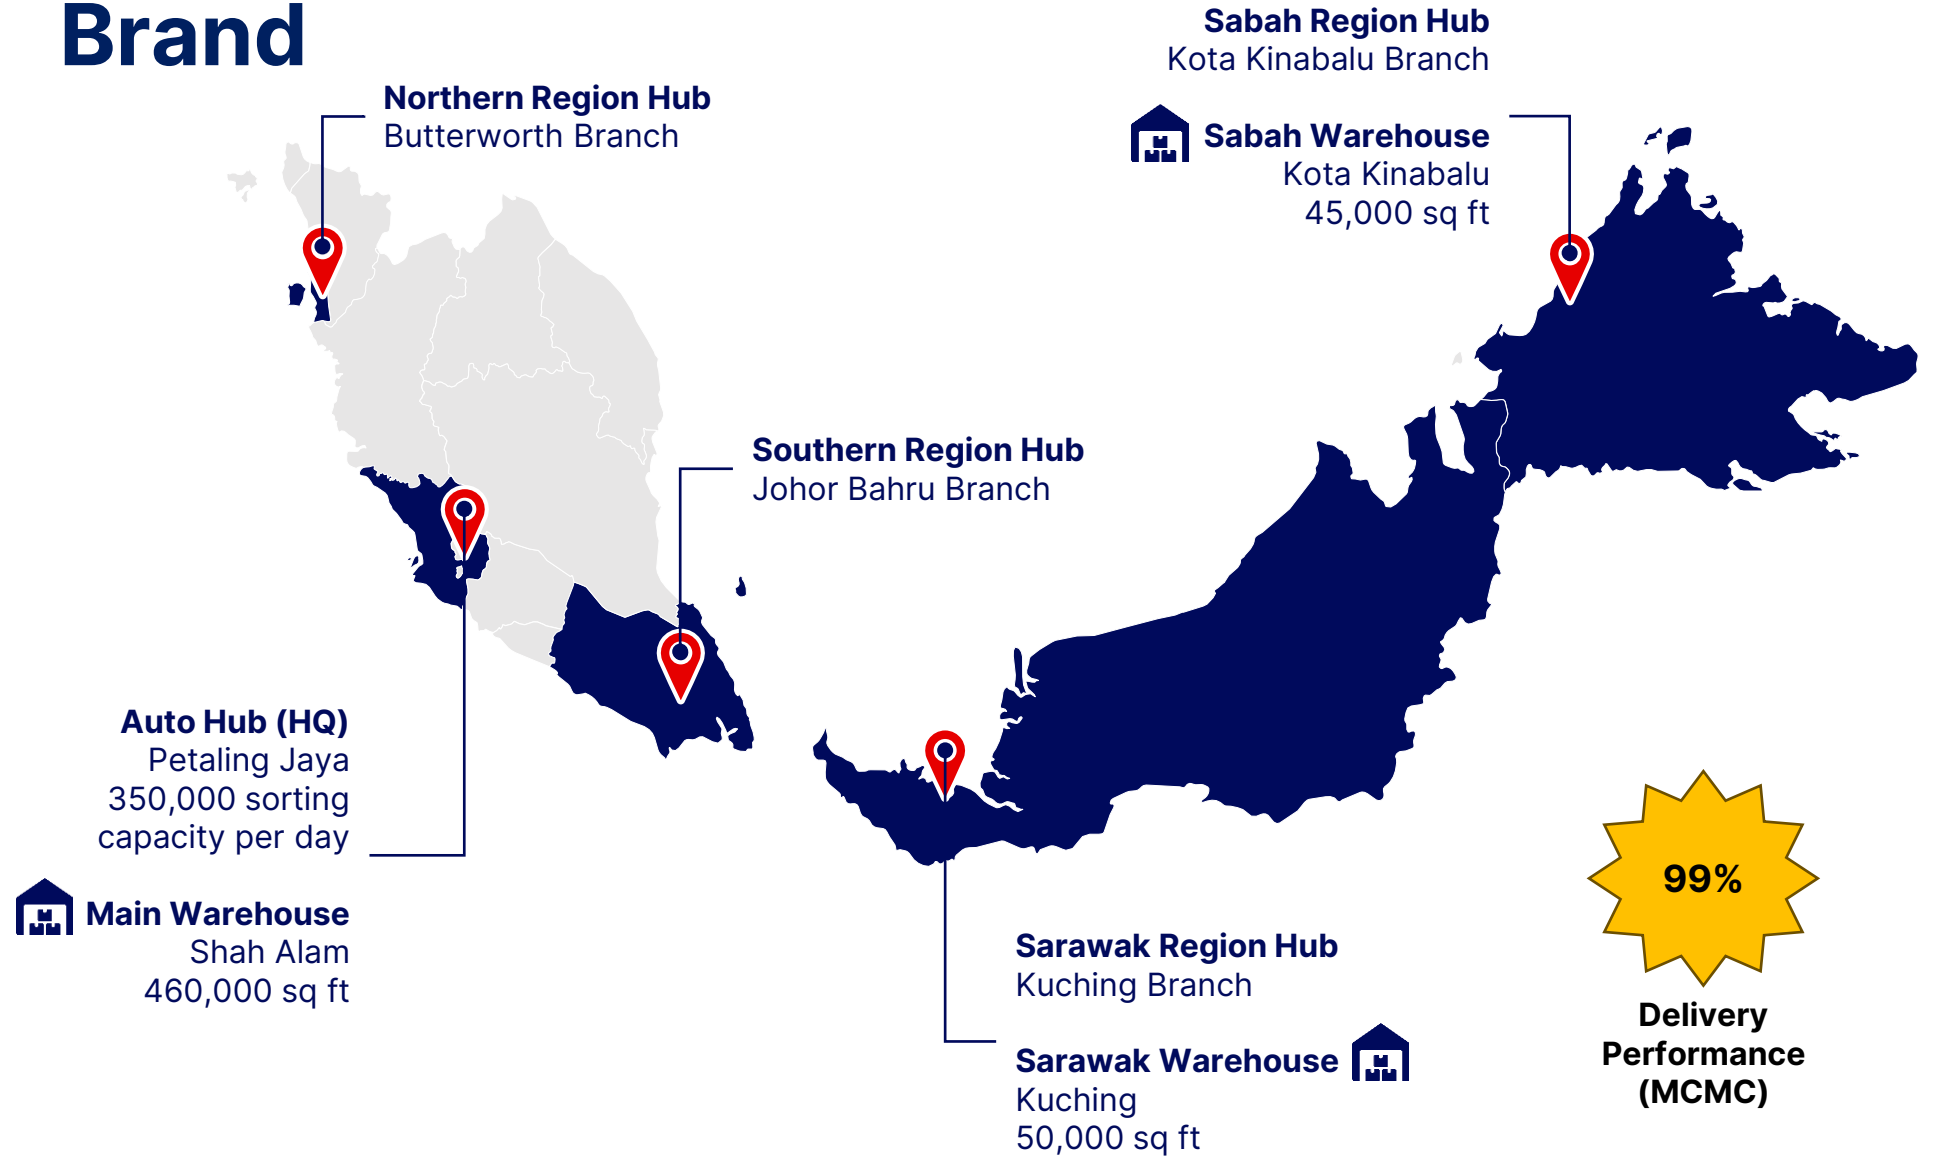 Brand
Northern Region Hub
Butterworth Branch
Sabah Region Hub
Kota Kinabalu Branch
Sabah Warehouse
Kota Kinabalu
45,000 sq ft
Southern Region Hub
Johor Bahru Branch
Auto Hub (HQ)
Petaling Jaya
350,000 sorting
capacity per day
Main Warehouse
Shah Alam
460,000 sq ft
Sarawak Region Hub
Kuching Branch
Sarawak Warehouse
Kuching
50,000 sq ft
99%
Delivery
Performance
(MCMC)